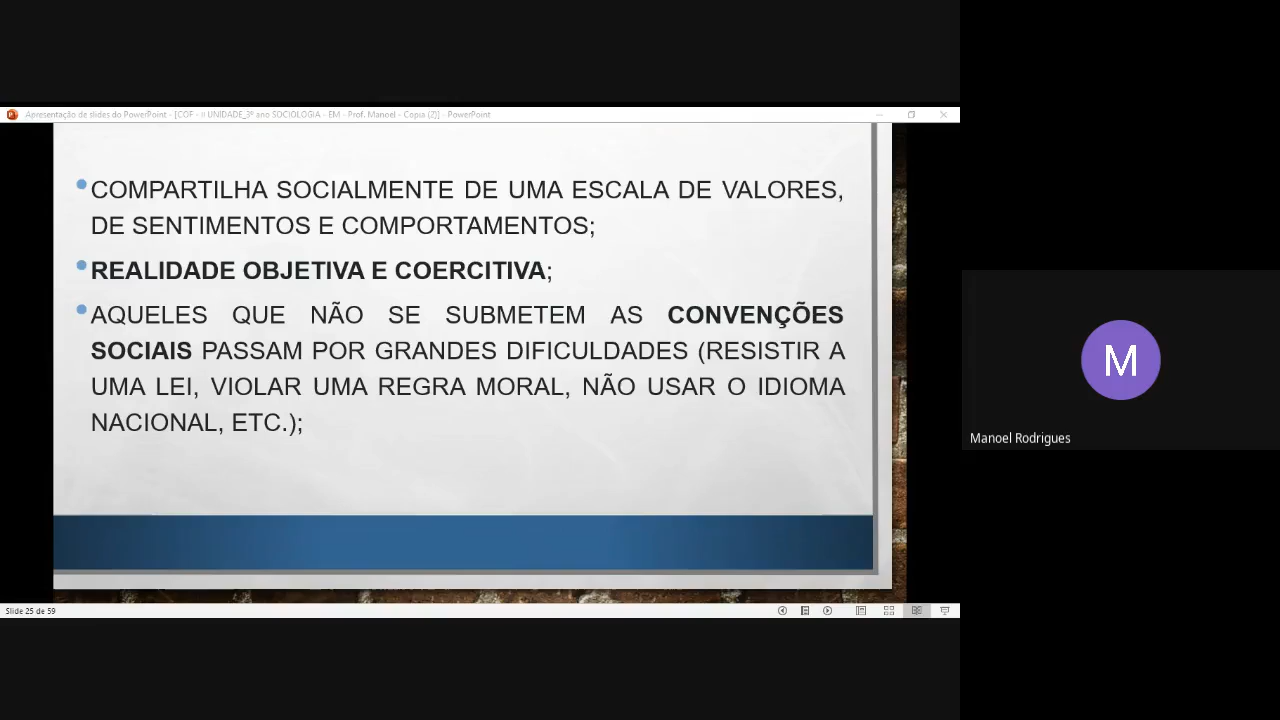 Apresentação de slides do PowerPoint - [COF - II UNIDADE_3º ano SOCIOLOGIA - EM - Prof. Manoel - Copia (2)] - PowerPoint
COMPARTILHA SOCIALMENTE DE UMA ESCALA DE VALORES,
DE SENTIMENTOS E COMPORTAMENTOS;
REALIDADE OBJETIVA E COERCITIVA;
AQUELES QUE NÃO SE SUBMETEM AS CONVENÇÕES
SOCIAIS PASSAM POR GRANDES DIFICULDADES (RESISTIR A
UMA LEI, VIOLAR UMA REGRA MORAL, NÃO USAR O IDIOMA
NACIONAL, ETC.);
M
Manoel Rodrigues
Slide 25 de 59